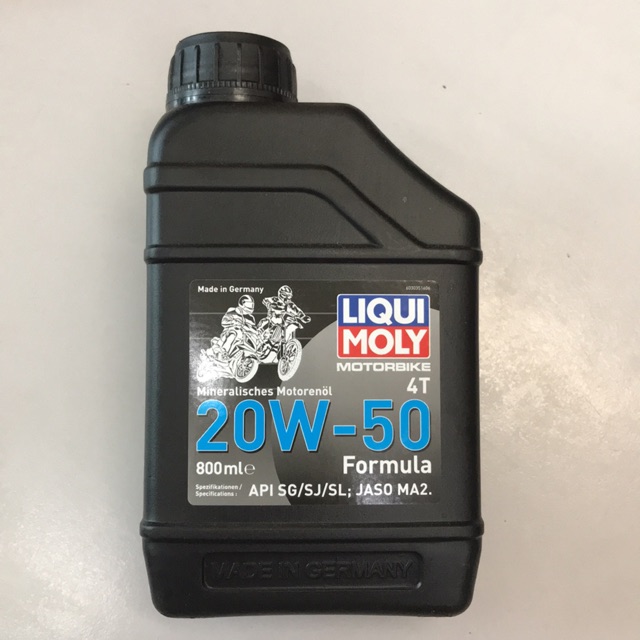 Made in Germany
LIQUI
MOLY
MOTORBIKE
4T
Mineralisches Motorenöl
20W-50
800ml℮
Formula
Spezifikationen /
Specifications :
API SG/SJ/SL; JASO MA2.
MADE IN GERMANY